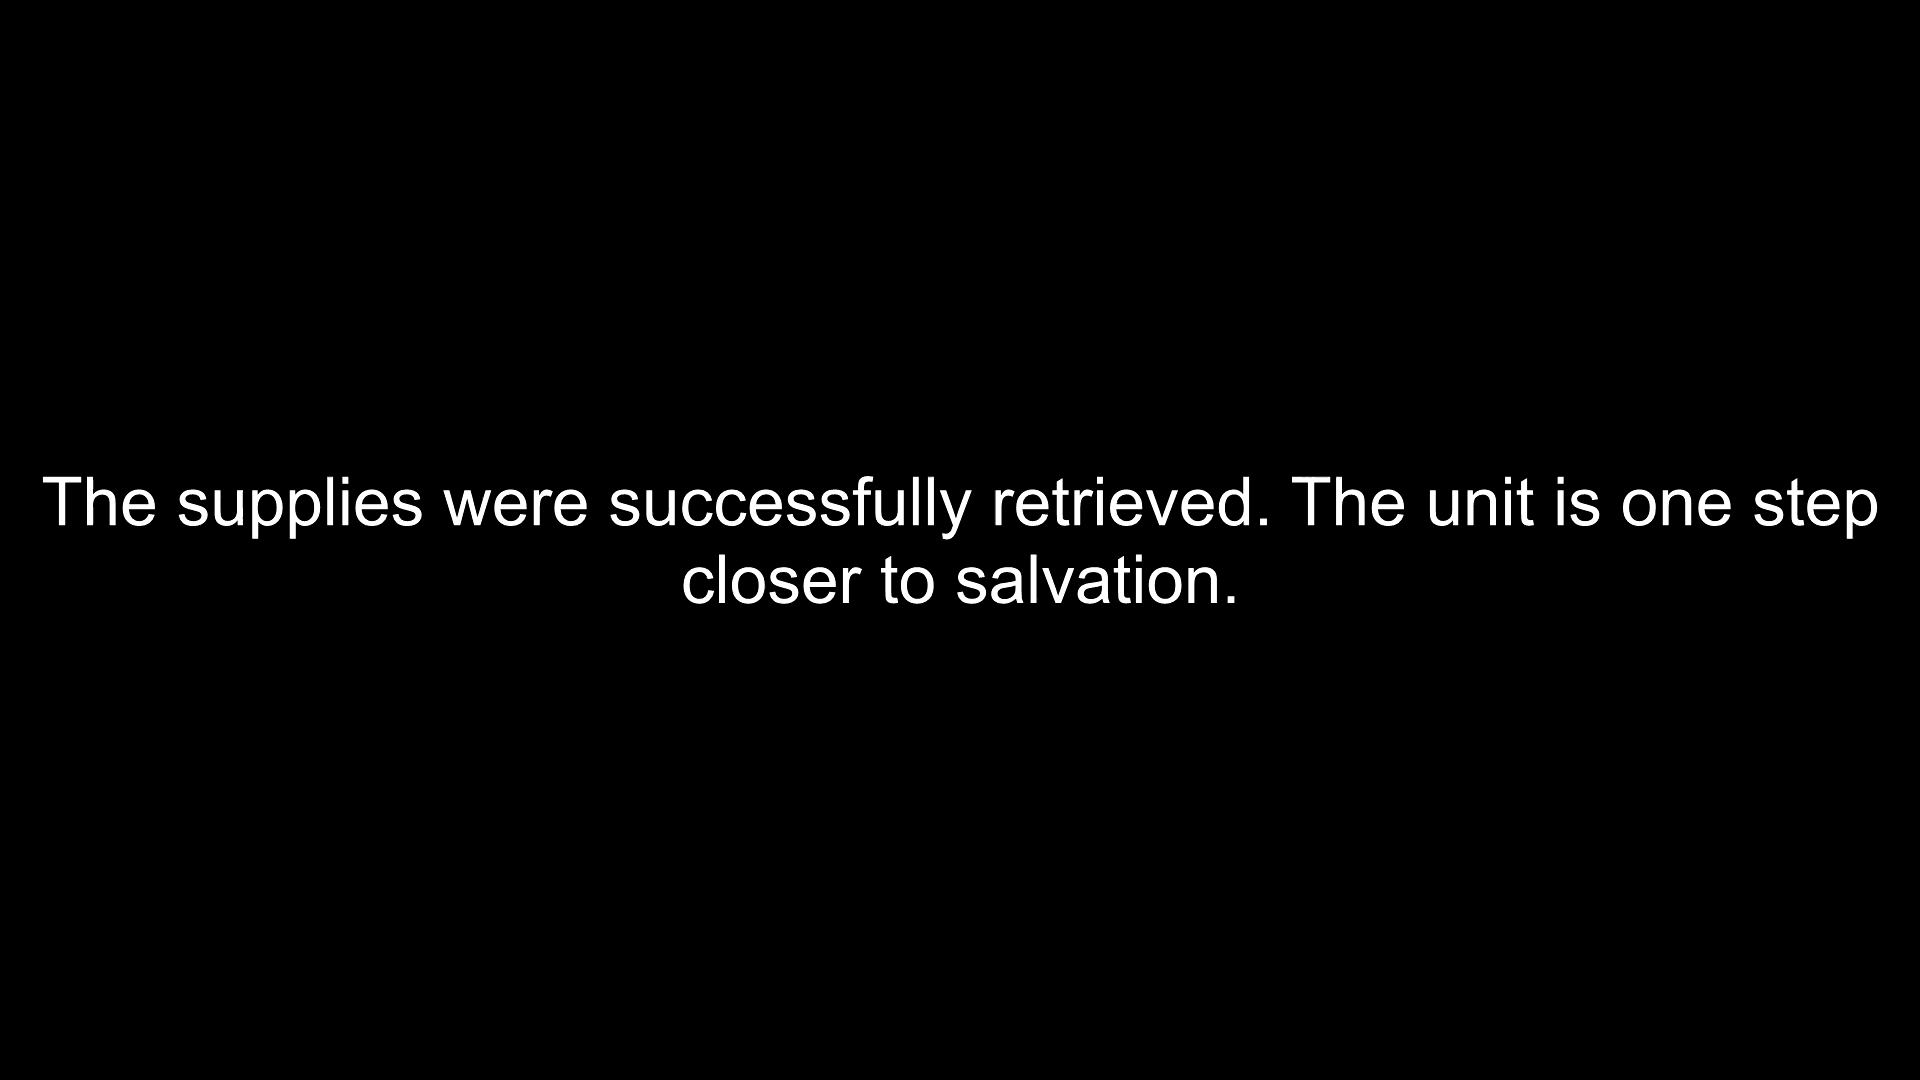 The supplies were successfully retrieved. The unit is one step
closer to salvation.